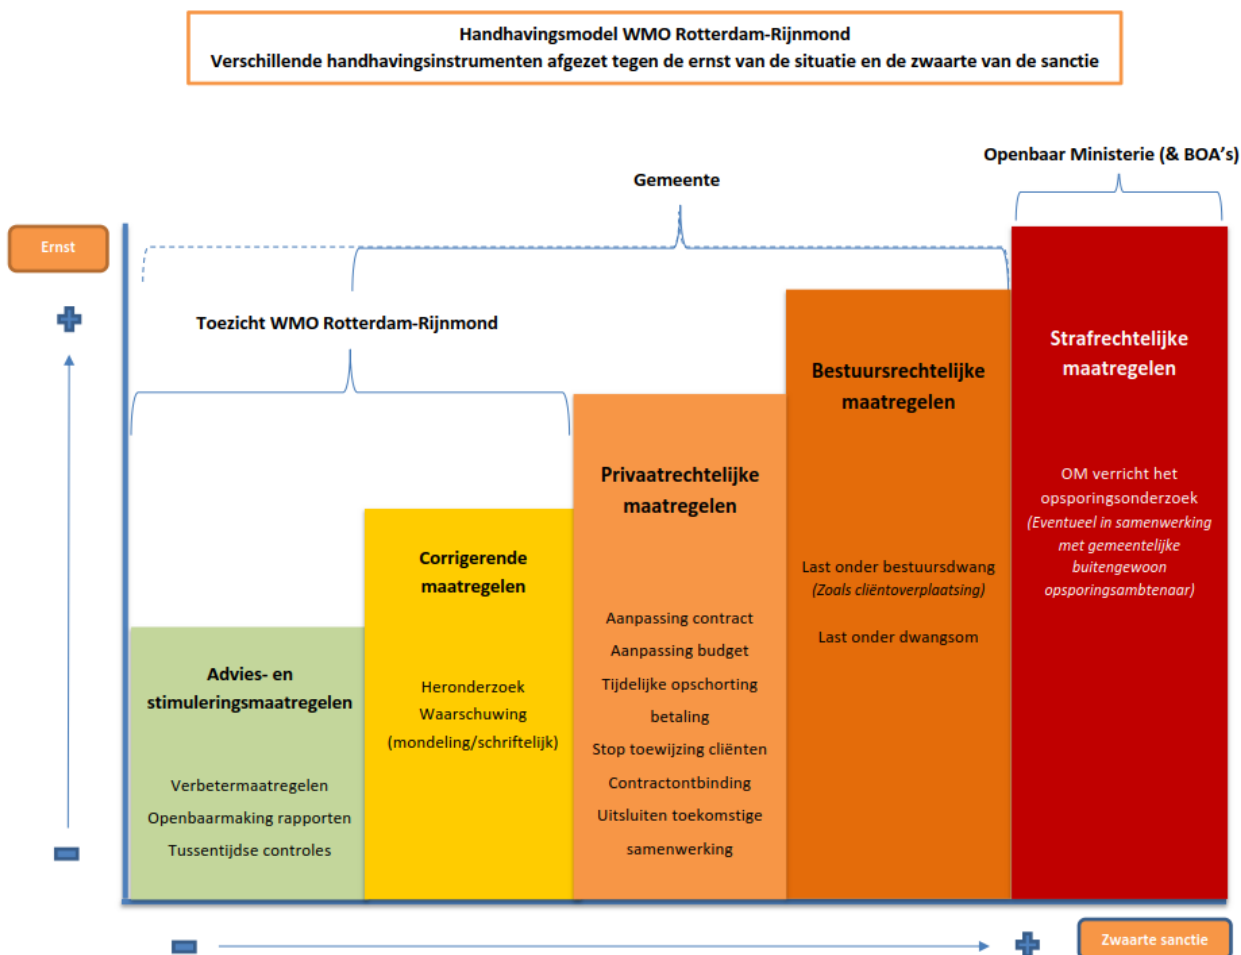 Handhavingsmodel WMO Rotterdam-Rijnmond
Verschillende handhavingsinstrumenten afgezet tegen de ernst van de situatie en de zwaarte van de sanctie
Openbaar Ministerie (& BOA's)
Gemeente
Ernst
Toezicht WMO Rotterdam-Rijnmond
Advies- en
stimuleringsmaatregelen
Verbetermaatregelen
Openbaarmaking rapporten
Tussentijdse controles
Corrigerende
maatregelen
Heronderzoek
Waarschuwing
(mondeling/schriftelijk)
Privaatrechtelijke
maatregelen
Aanpassing contract
Aanpassing budget
Tijdelijke opschorting
betaling
Stop toewijzing cliënten
Contractontbinding
Uitsluiten toekomstige
samenwerking
Bestuursrechtelijke
maatregelen
Last onder bestuursdwang
(Zoals cliëntoverplaatsing)
Last onder dwangsom
Strafrechtelijke
maatregelen
OM verricht het
opsporingsonderzoek
(Eventueel in samenwerking
met gemeentelijke
buitengewoon
opsporingsambtenaar)
Zwaarte sanctie